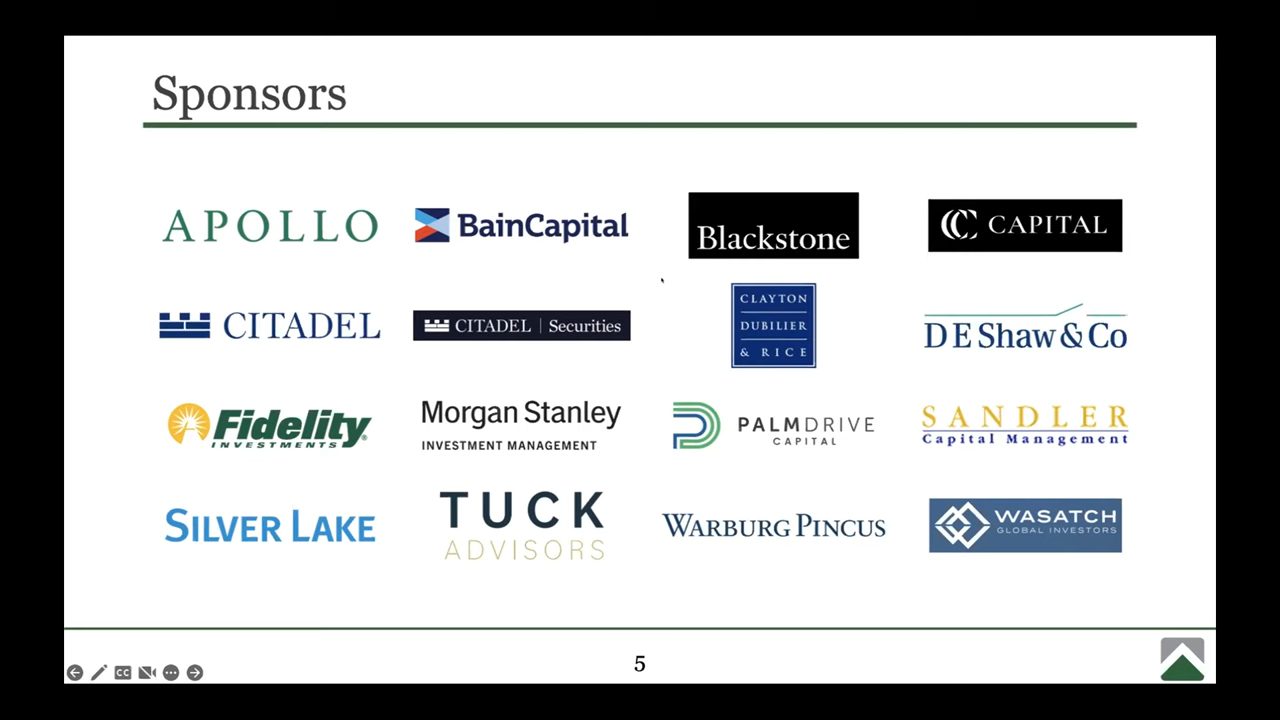 Sponsors
APOLLO
BainCapital
Blackstone
CC CAPITAL
CITADEL
CITADEL | Securities
CLAYTON
DUBILIER
& RICE
DE Shaw & Co
Fidelity
INVESTMENTS
Morgan Stanley
INVESTMENT MANAGEMENT
PALMDRIVE
CAPITAL
SANDLER
Capital Management
SILVER LAKE
TUCK
ADVISORS
WARBURG PINCUS
WASATCH
GLOBAL INVESTORS
5
CC